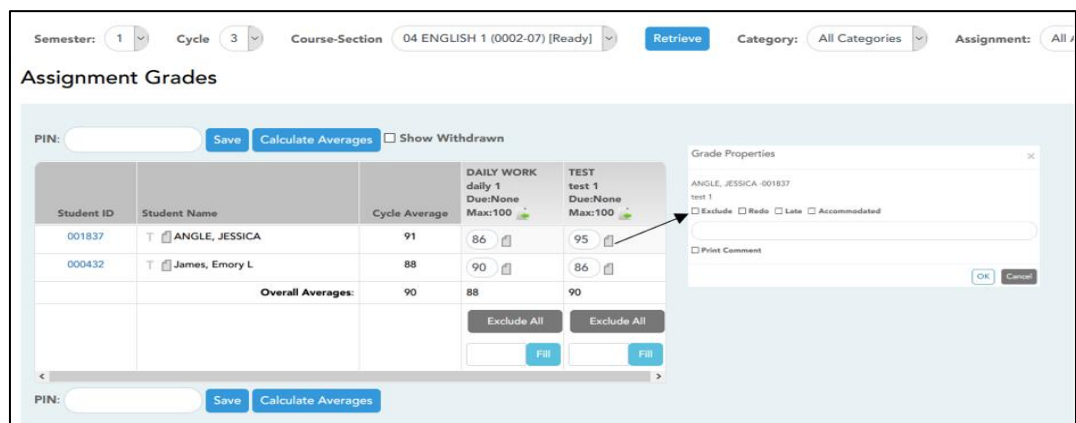 Semester: 1 Cycle 3 Course-Section 04 ENGLISH 1 (0002-07) [Ready] Retrieve Category: All Categories Assignment: All
Assignment Grades
PIN: Save Calculate Averages Show Withdrawn
Student ID Student Name Cycle Average DAILY WORK daily 1 Due:None Max:100 TEST test 1 Due:None Max:100
001837 T ANGLE, JESSICA 91 86 95
000432 T James, Emory L 88 90 86
Overall Averages: 90 88 90
Exclude All Exclude All
Fill Fill
PIN: Save Calculate Averages
Grade Properties
ANGLE, JESSICA -001837
test 1
Exclude Redo Late Accommodated
Print Comment
OK Cancel